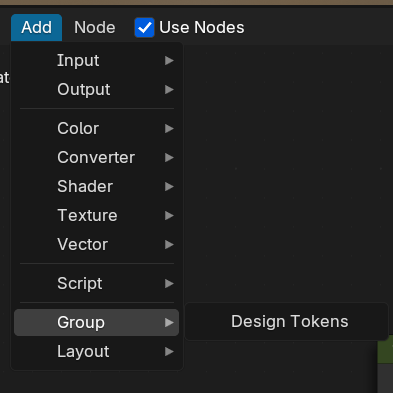 Add Node Use Nodes
at
Input
Output
Color
Converter
Shader
Texture
Vector
Script
Group Design Tokens
Layout